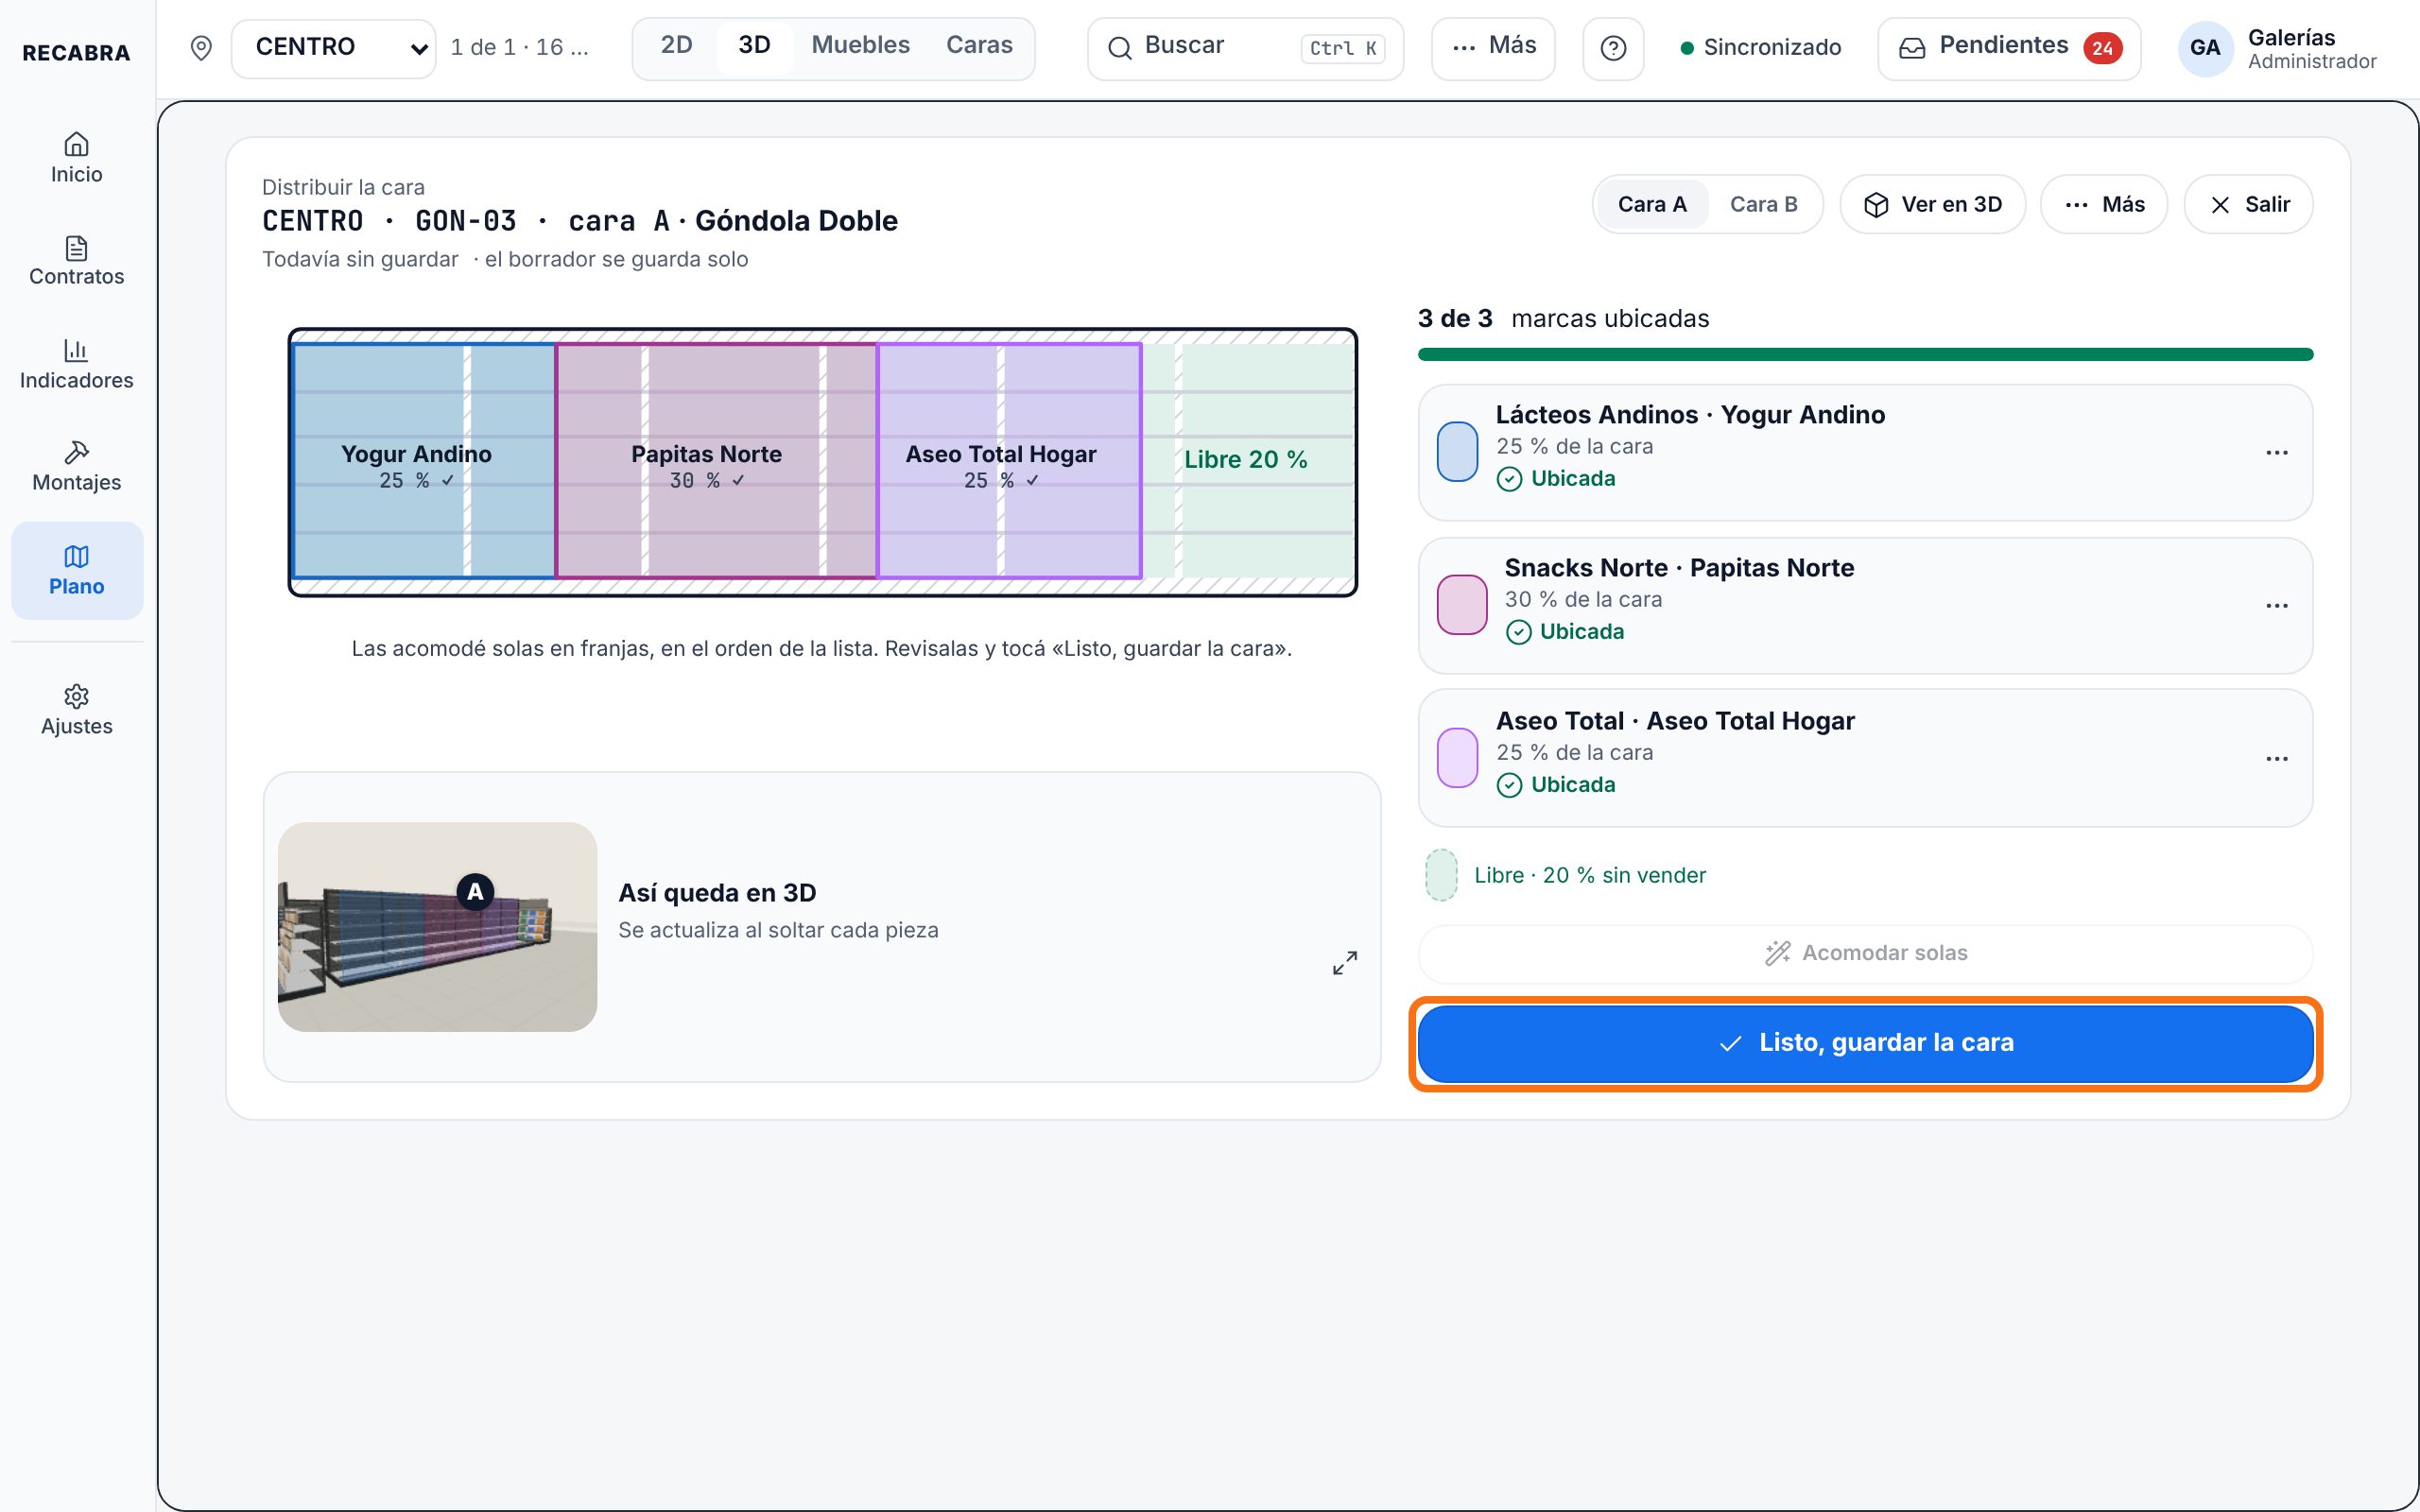 RECABRA
CENTRO
1 de 1 · 16 ...
2D
3D
Muebles
Caras
Buscar
Ctrl K
Más
Sincronizado
Pendientes
24
GA
Galerías
Administrador
Inicio
Contratos
Indicadores
Montajes
Plano
Ajustes
Distribuir la cara
CENTRO · GON-03 · cara A · Góndola Doble
Todavía sin guardar · el borrador se guarda solo
Cara A
Cara B
Ver en 3D
Más
Salir
Yogur Andino
25 %
Papitas Norte
30 %
Aseo Total Hogar
25 %
Libre 20 %
Las acomodé solas en franjas, en el orden de la lista. Revisalas y tocá «Listo, guardar la cara».
A
Así queda en 3D
Se actualiza al soltar cada pieza
3 de 3 marcas ubicadas
Lácteos Andinos · Yogur Andino
25 % de la cara
Ubicada
Snacks Norte · Papitas Norte
30 % de la cara
Ubicada
Aseo Total · Aseo Total Hogar
25 % de la cara
Ubicada
Libre · 20 % sin vender
Acomodar solas
Listo, guardar la cara